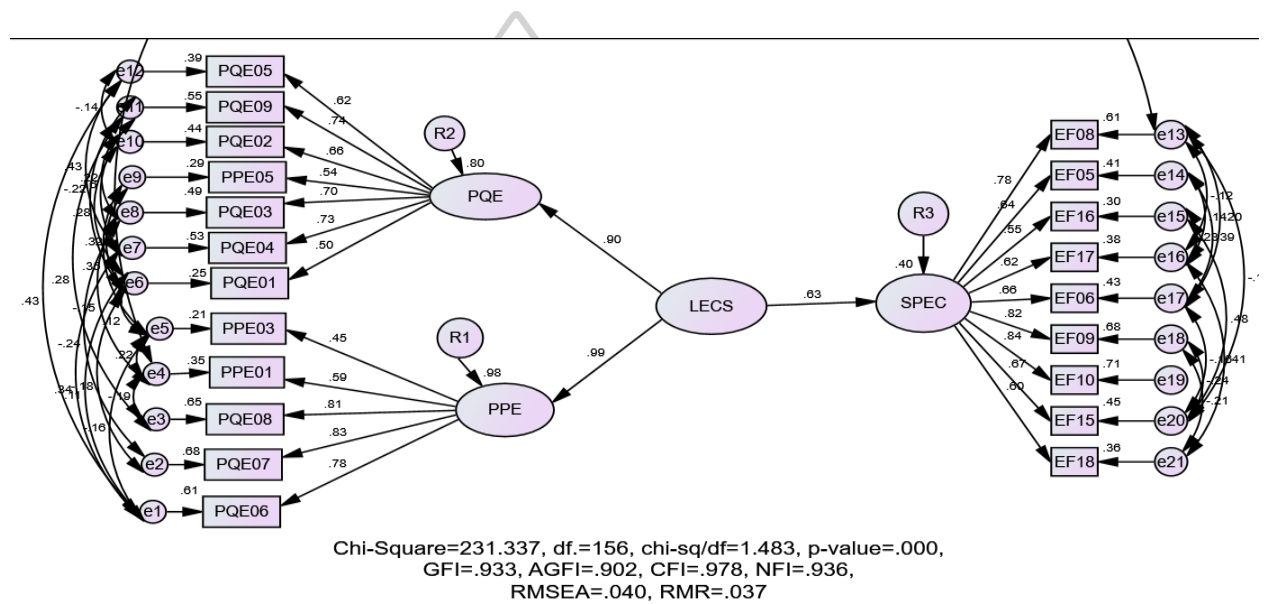 e12 .39 PQE05 .62
-.14 e11 .55 PQE09 .74
e10 .44 PQE02 .66
e9 .29 PPE05 .54
e8 .49 PQE03 .70
e7 .53 PQE04 .73
e6 .25 PQE01 .50
e5 .21 PPE03 .45
e4 .35 PPE01 .59
e3 .65 PQE08 .81
e2 .68 PQE07 .83
e1 .61 PQE06 .78
.43
.28
.28
.43
-.15
.12
-.24
.22
-.19
-.16
R2
.80
PQE
R1
.98
PPE
.90
.99
LECS
.63
R3
.40
SPEC
.78 EF08 .61 e13
.64 EF05 .41 e14
.55 EF16 .30 e15
.62 EF17 .38 e16
.66 EF06 .43 e17
.82 EF09 .68 e18
.84 EF10 .71 e19
.67 EF15 .45 e20
.60 EF18 .36 e21
-.12
.48
-.24
-.21
Chi-Square=231.337, df.=156, chi-sq/df=1.483, p-value=.000,
GFI=.933, AGFI=.902, CFI=.978, NFI=.936,
RMSEA=.040, RMR=.037